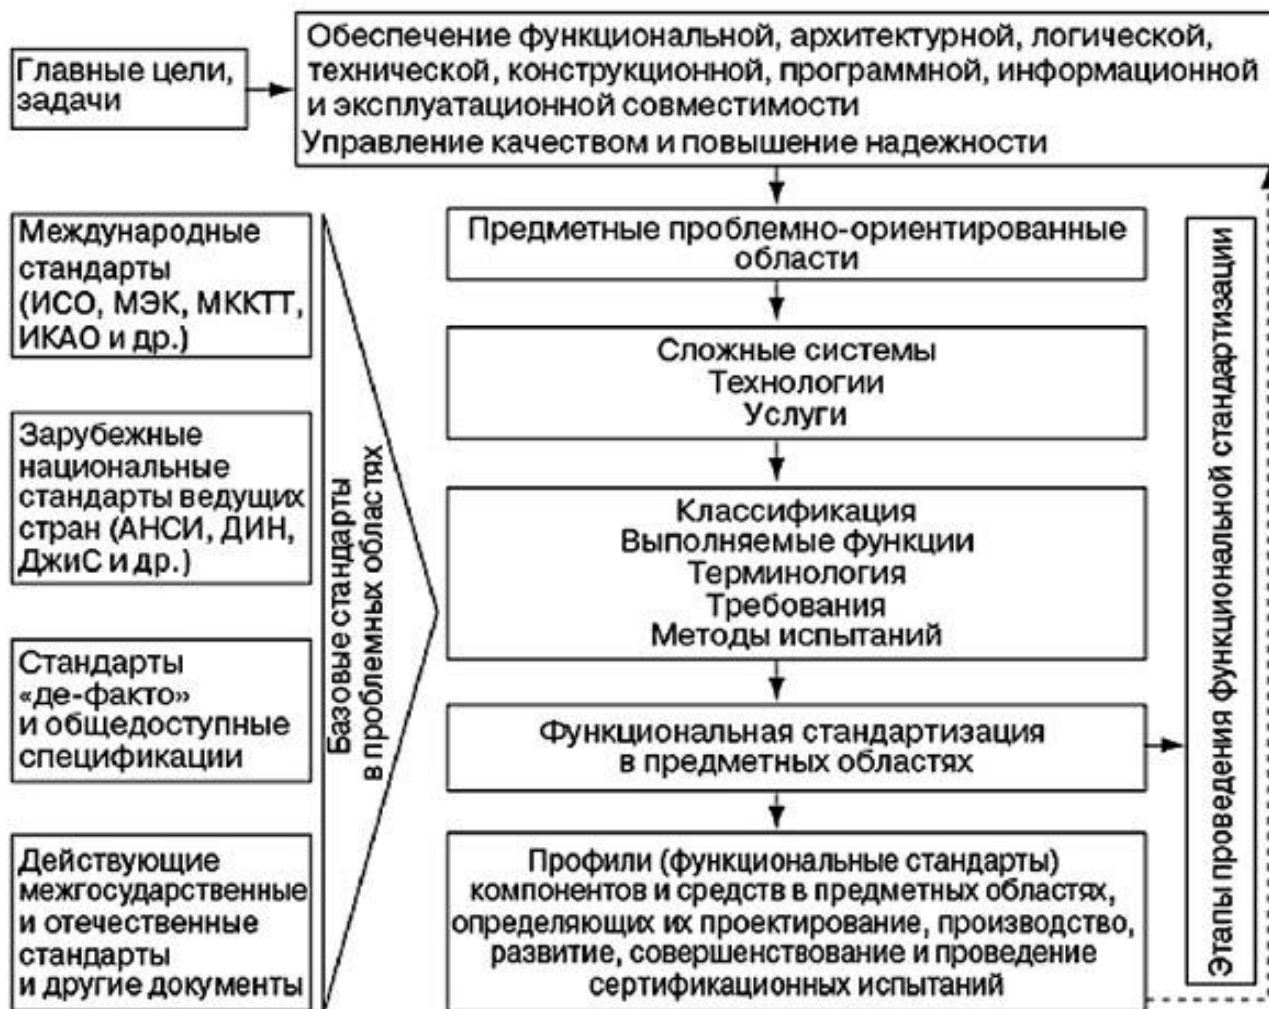 Главные цели,
задачи
Обеспечение функциональной, архитектурной, логической,
технической, конструкционной, программной, информационной
и эксплуатационной совместимости
Управление качеством и повышение надежности
Международные
стандарты
(ИСО, МЭК, МККТТ,
ИКАО и др.)
Зарубежные
национальные
стандарты ведущих
стран (АНСИ, ДИН,
ДжиС и др.)
Стандарты
«де-факто»
и общедоступные
спецификации
Действующие
межгосударственные
и отечественные
стандарты
и другие документы
Базовые стандарты
в проблемных областях
Предметные проблемно-ориентированные
области
Сложные системы
Технологии
Услуги
Классификация
Выполняемые функции
Терминология
Требования
Методы испытаний
Функциональная стандартизация
в предметных областях
Профили (функциональные стандарты)
компонентов и средств в предметных областях,
определяющих их проектирование, производство,
развитие, совершенствование и проведение
сертификационных испытаний
Этапы проведения функциональной стандартизации